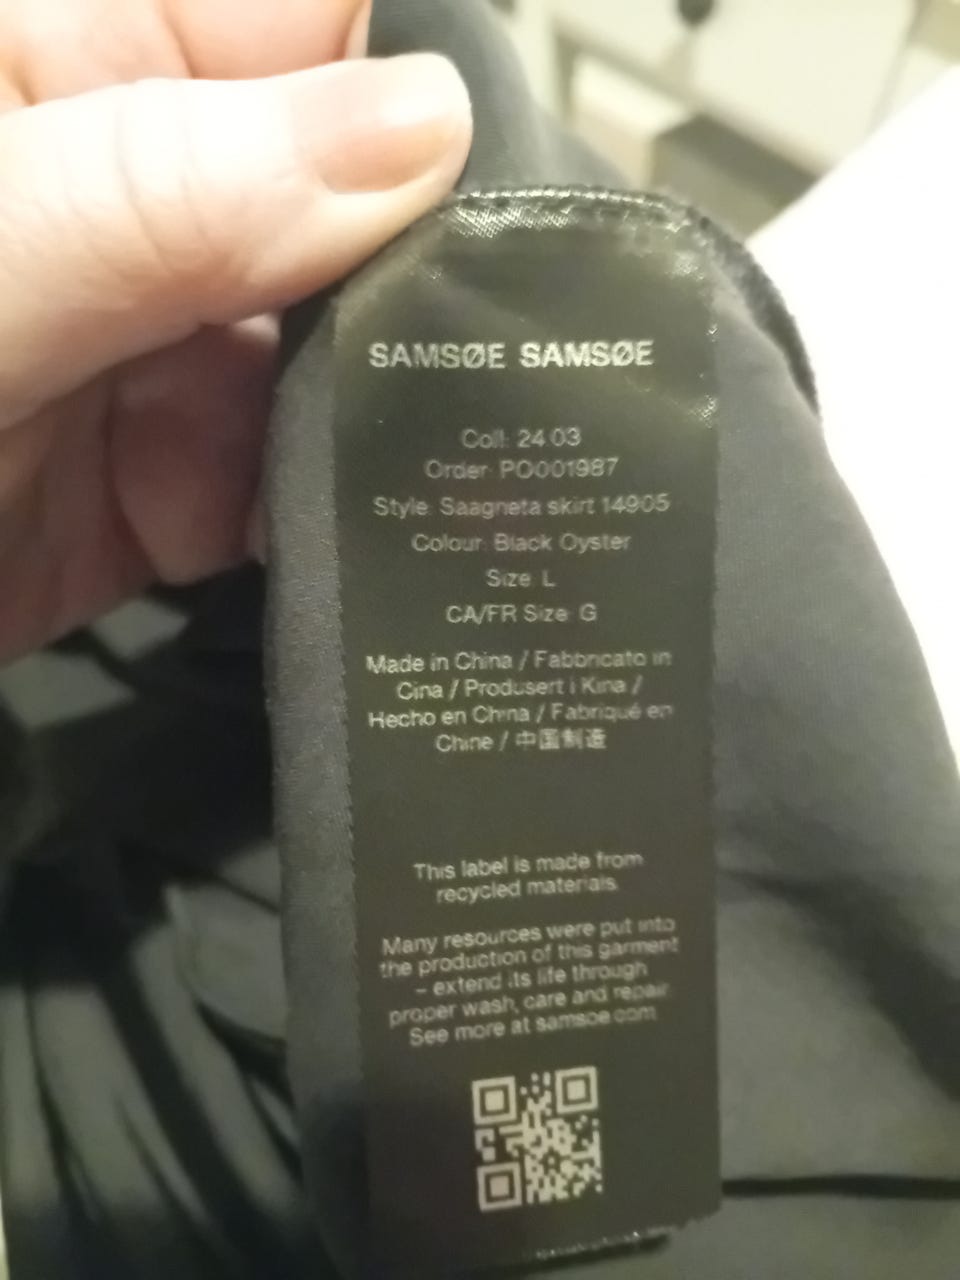 SAMSØE SAMSØE
Coll: 24 03
Order: PO001987
Style: Saagneta skirt 14905
Colour: Black Oyster
Size: L
CA/FR Size: G
Made in China / Fabbricato in
Cina / Produsert i Kina /
Hecho en China / Fabriqué en
Chine / 中国制造
This label is made from
recycled materials.
Many resources were put into
the production of this garment
– extend its life through
proper wash, care and repair.
See more at samsoe.com